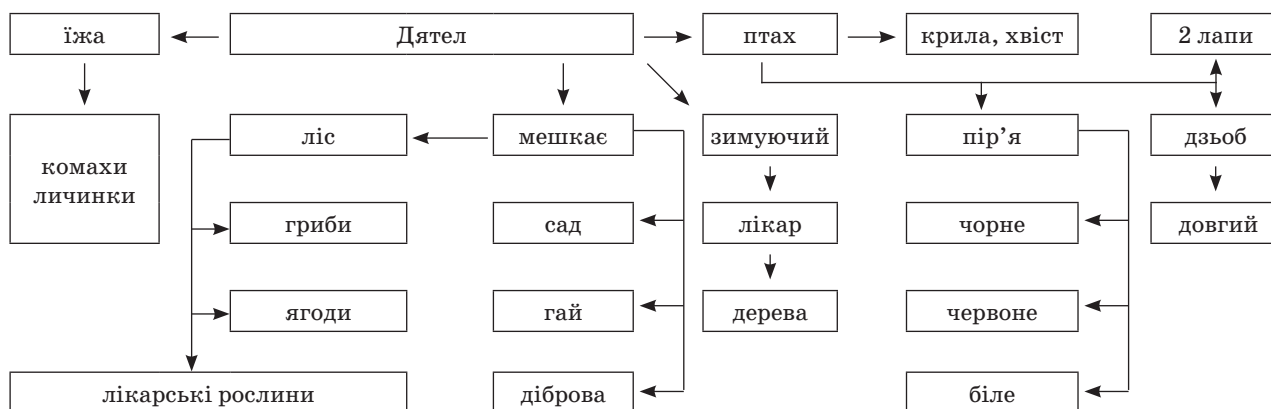 їжа
Дятел
птах
крила, хвіст
2 лапи
комахи
личинки
ліс
мешкає
зимуючий
пір’я
дзьоб
гриби
сад
лікар
чорне
довгий
ягоди
гай
дерева
червоне
лікарські рослини
діброва
біле